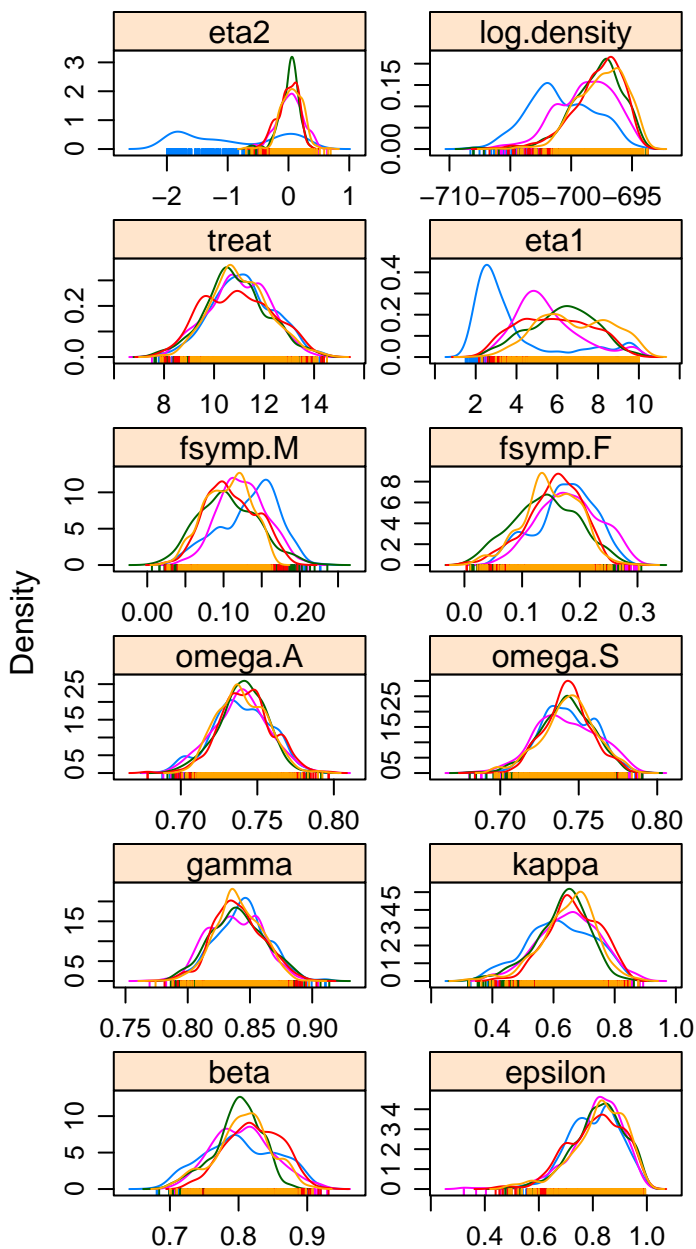 Density
eta2
0 1 2 3
−2 −1 0 1
log.density
0.00 0.15
−710 −705 −700 −695
treat
0.0 0.2
8 10 12 14
eta1
0.0 0.2 0.4
2 4 6 8 10
fsymp.M
0 5 10
0.00 0.10 0.20
fsymp.F
0 2 4 6 8
0.0 0.1 0.2 0.3
omega.A
0 5 15 25
0.70 0.75 0.80
omega.S
0 5 15 25
0.70 0.75 0.80
gamma
0 5 15
0.75 0.80 0.85 0.90
kappa
0 1 2 3 4 5
0.4 0.6 0.8 1.0
beta
0 5 10
0.7 0.8 0.9
epsilon
0 1 2 3 4
0.4 0.6 0.8 1.0